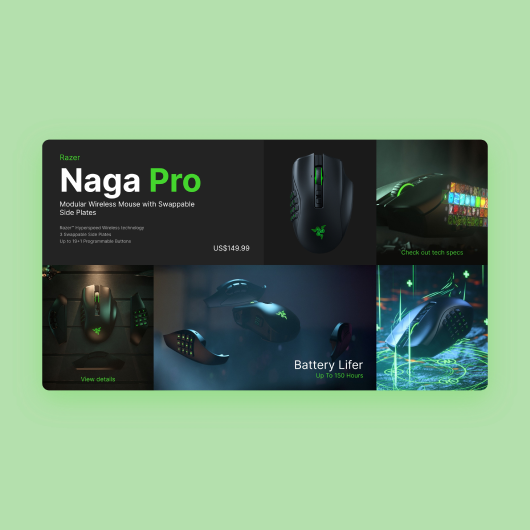 Razer
Naga Pro
Modular Wireless Mouse with Swappable
Side Plates
Razer™ Hyperspeed Wireless technology
3 Swappable Side Plates
Up to 19+1 Programmable Buttons
US$149.99
Check out tech specs
View details
Battery Lifer
Up To 150 Hours